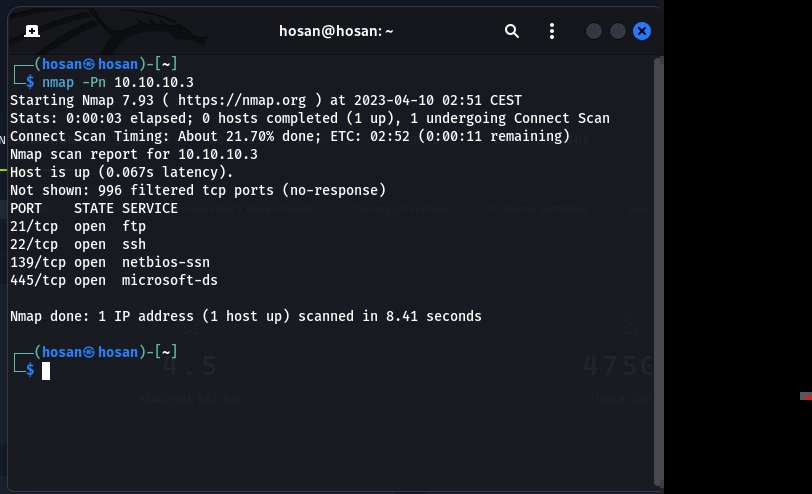 hosan@hosan: ~
┌──(hosan㉿hosan)-[~]
└─$ nmap -Pn 10.10.10.3
Starting Nmap 7.93 ( https://nmap.org ) at 2023-04-10 02:51 CEST
Stats: 0:00:03 elapsed; 0 hosts completed (1 up), 1 undergoing Connect Scan
Connect Scan Timing: About 21.70% done; ETC: 02:52 (0:00:11 remaining)
Nmap scan report for 10.10.10.3
Host is up (0.067s latency).
Not shown: 996 filtered tcp ports (no-response)
PORT    STATE SERVICE
21/tcp  open  ftp
22/tcp  open  ssh
139/tcp open  netbios-ssn
445/tcp open  microsoft-ds
Nmap done: 1 IP address (1 host up) scanned in 8.41 seconds
┌──(hosan㉿hosan)-[~]
└─$
4.5
4750
MACHINE RATING